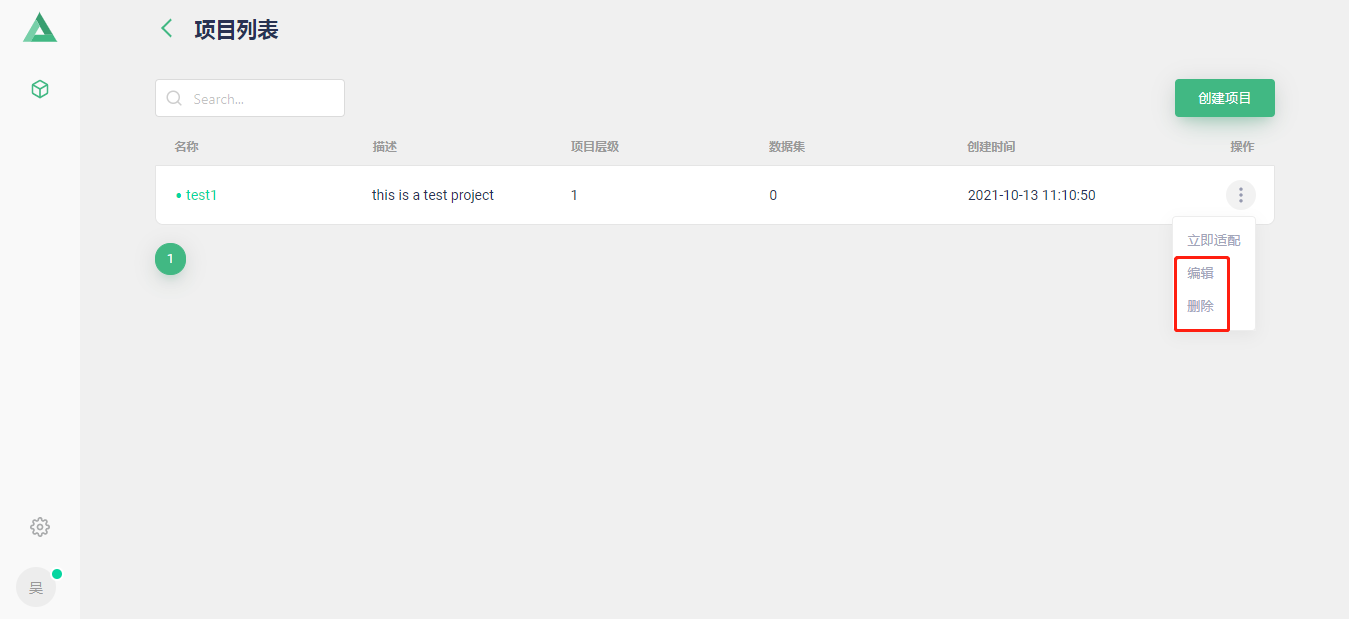 项目列表
Search...
创建项目
名称 描述 项目层级 数据集 创建时间 操作
test1 this is a test project 1 0 2021-10-13 11:10:50
立即适配
编辑
删除
1
吴